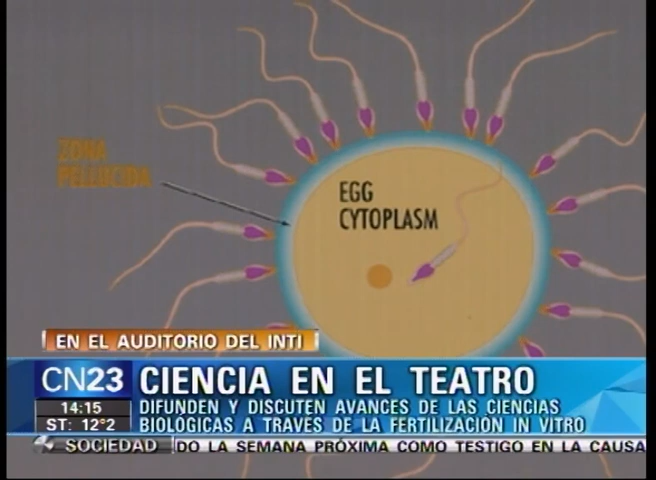 ZONA
PELLUCIDA
EGG
CYTOPLASM
EN EL AUDITORIO DEL INTI
CN23
CIENCIA EN EL TEATRO
14:15
ST: 12°2
DIFUNDEN Y DISCUTEN AVANCES DE LAS CIENCIAS
BIOLÓGICAS A TRAVÉS DE LA FERTILIZACIÓN IN VITRO
SOCIEDAD
DO LA SEMANA PRÓXIMA COMO TESTIGO EN LA CAUSA